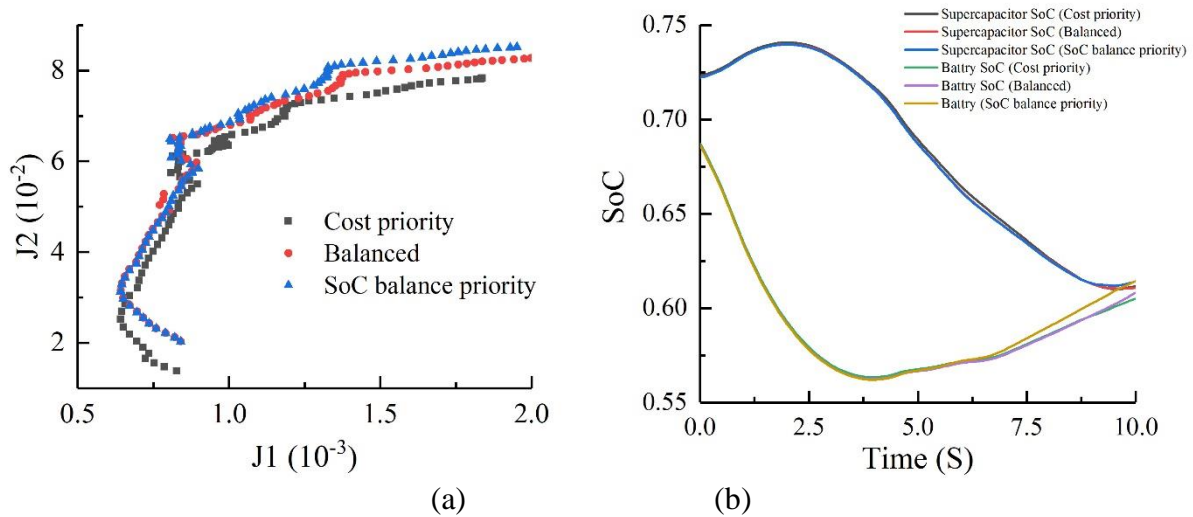 8
6
4
2
J2 (10-2)
Cost priority
Balanced
SoC balance priority
0.5
1.0
1.5
2.0
J1 (10-3)
(a)
0.75
0.70
0.65
0.60
0.55
SoC
Supercapacitor SoC (Cost priority)
Supercapacitor SoC (Balanced)
Supercapacitor SoC (SoC balance priority)
Battry SoC (Cost priority)
Battry SoC (Balanced)
Battry (SoC balance priority)
0.0
2.5
5.0
7.5
10.0
Time (S)
(b)